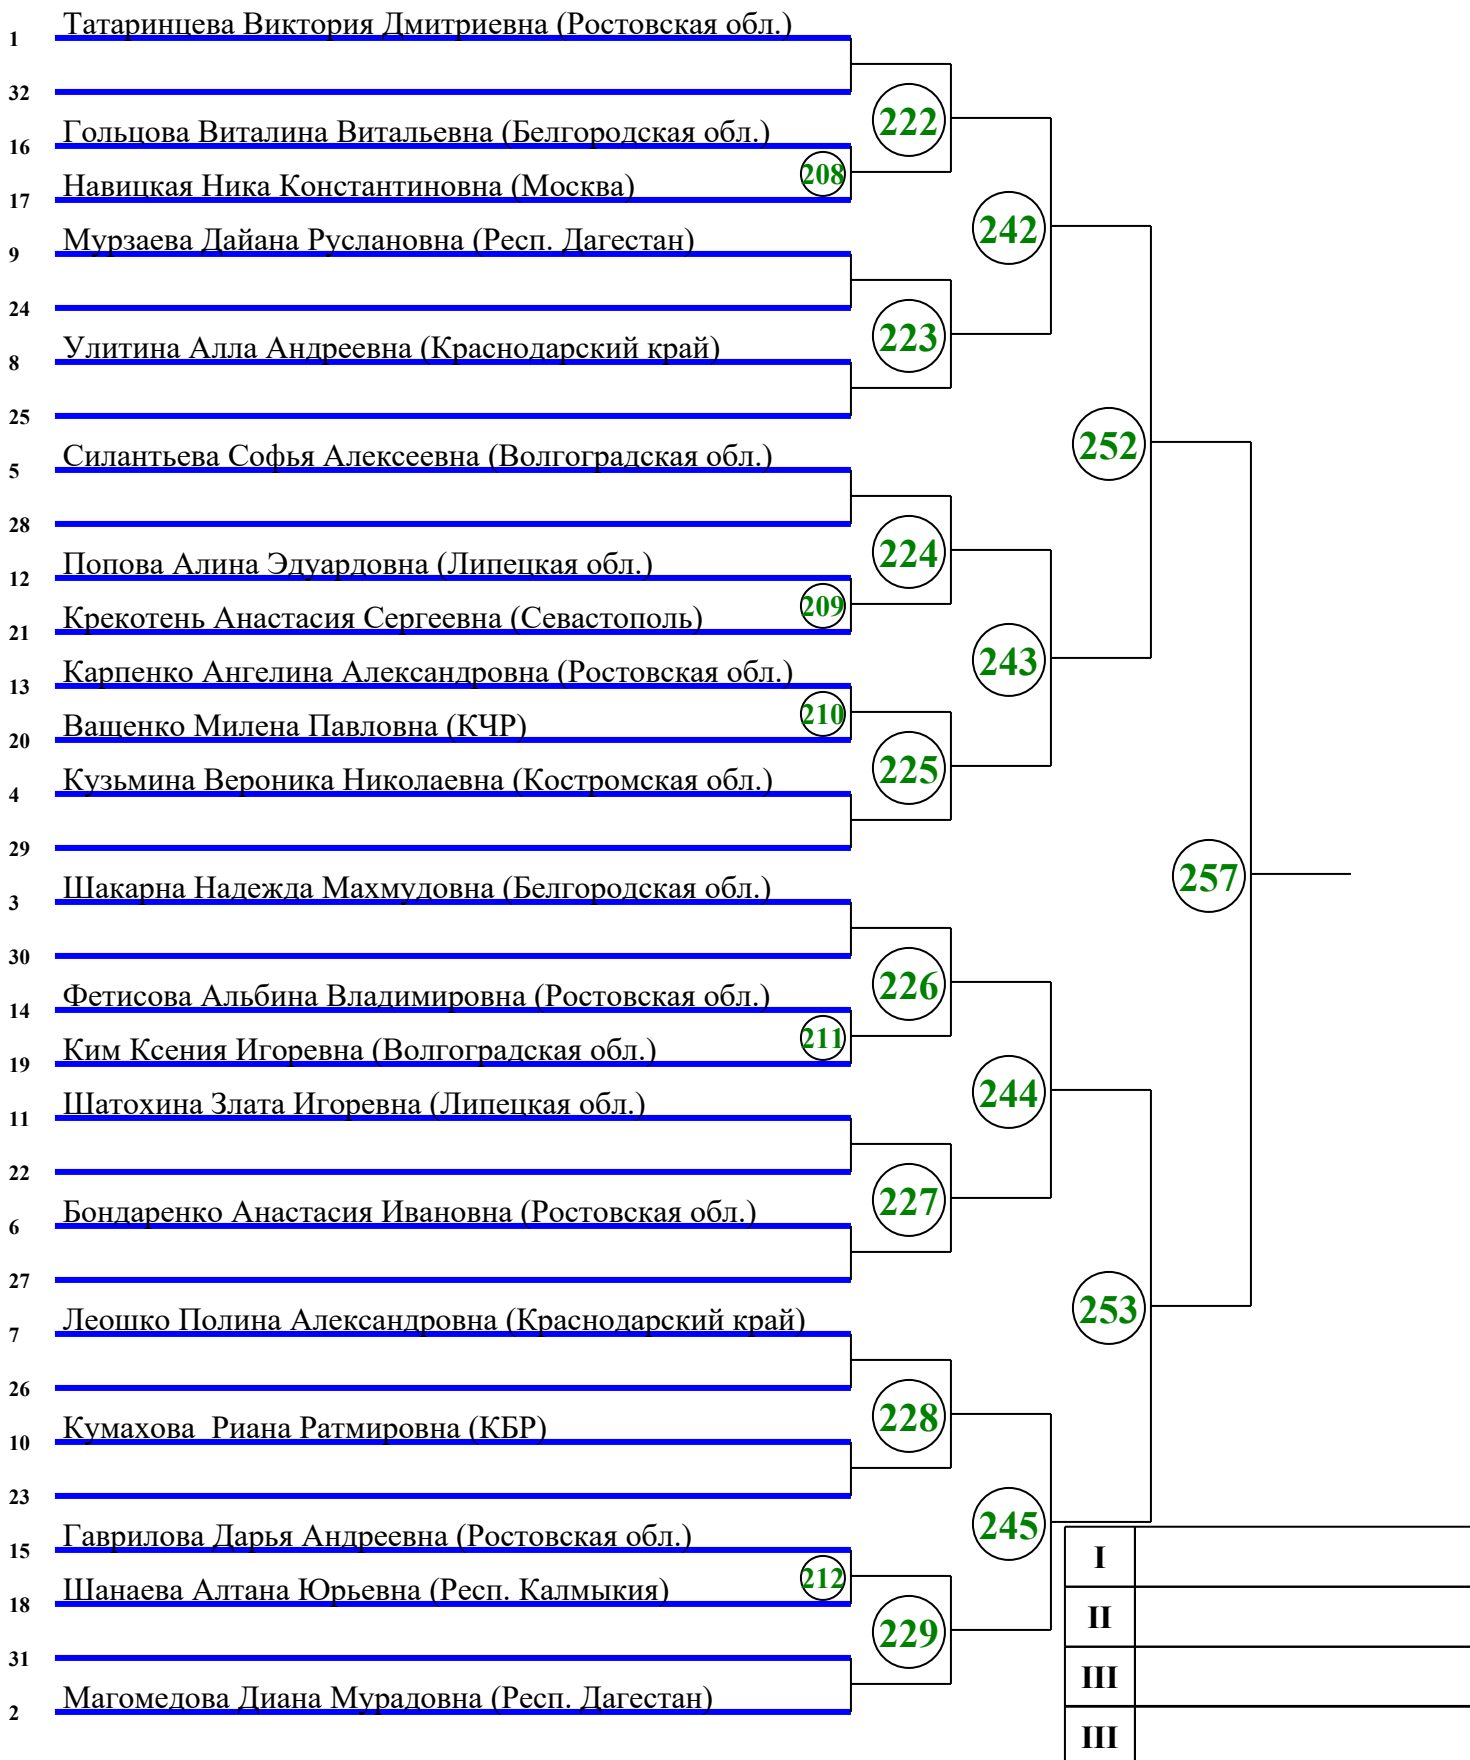 1 Татаринцева Виктория Дмитриевна (Ростовская обл.)
32
222
16 Гольцова Виталина Витальевна (Белгородская обл.)
208
17 Навицкая Ника Константиновна (Москва)
242
9 Мурзаева Дайана Руслановна (Респ. Дагестан)
24
223
8 Улитина Алла Андреевна (Краснодарский край)
25
252
5 Силантьева Софья Алексеевна (Волгоградская обл.)
28
224
12 Попова Алина Эдуардовна (Липецкая обл.)
209
21 Крекотень Анастасия Сергеевна (Севастополь)
243
13 Карпенко Ангелина Александровна (Ростовская обл.)
210
20 Ващенко Милена Павловна (КЧР)
225
4 Кузьмина Вероника Николаевна (Костромская обл.)
29
257
3 Шакарна Надежда Махмудовна (Белгородская обл.)
30
226
14 Фетисова Альбина Владимировна (Ростовская обл.)
211
19 Ким Ксения Игоревна (Волгоградская обл.)
244
11 Шатохина Злата Игоревна (Липецкая обл.)
22
227
6 Бондаренко Анастасия Ивановна (Ростовская обл.)
27
253
7 Леошко Полина Александровна (Краснодарский край)
26
228
10 Кумахова  Риана Ратмировна (КБР)
23
245
15 Гаврилова Дарья Андреевна (Ростовская обл.)
I
212
18 Шанаева Алтана Юрьевна (Респ. Калмыкия)
II
229
31
III
2 Магомедова Диана Мурадовна (Респ. Дагестан)
III